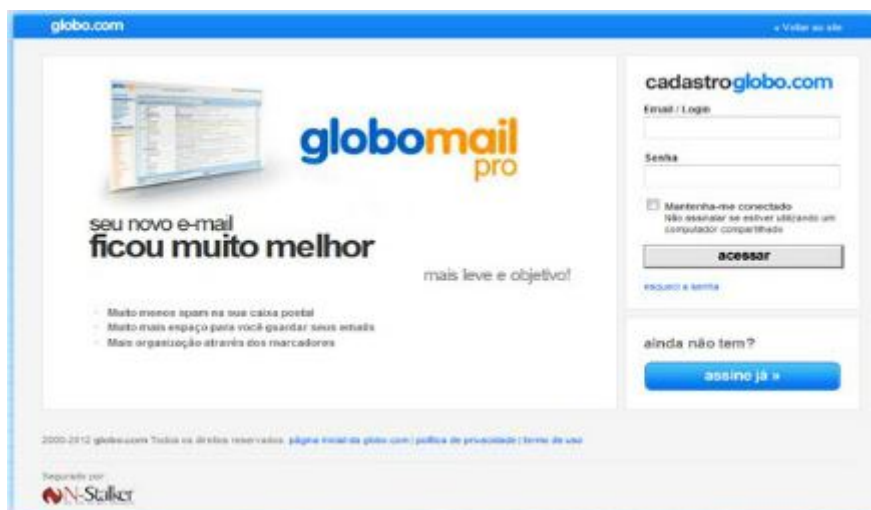 globo.com
« Voltar ao site
globomail
pro
seu novo e-mail
ficou muito melhor
mais leve e objetivo!
Muito menos spam na sua caixa postal
Muito mais espaço para você guardar seus emails
Mais organização através dos marcadores
cadastroglobo.com
Email / Login
Senha
Mantenha-me conectado
Não assinalar se estiver utilizando um
computador compartilhado
acessar
esqueci a senha
ainda não tem?
assine já »
2000-2012 globo.com Todos os direitos reservados. página inicial da globo.com | política de privacidade | termo de uso
Segurado por
N-Stalker